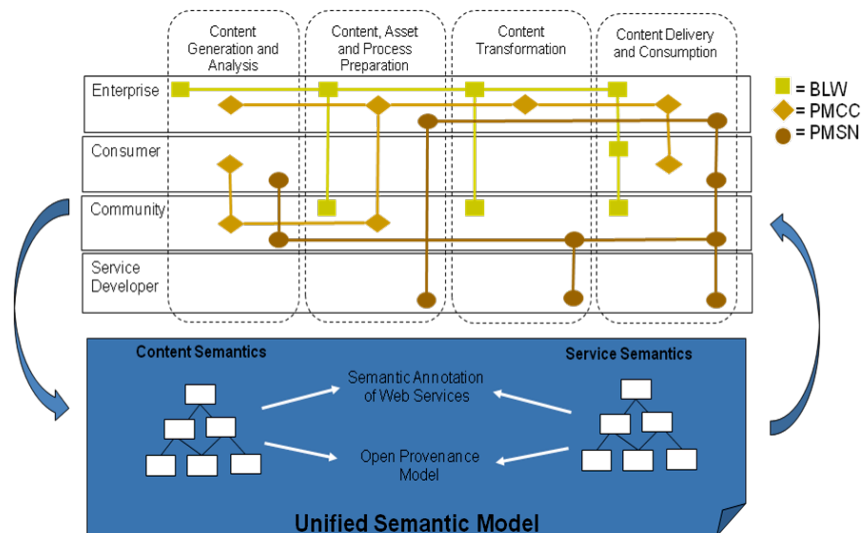 Content
Generation and
Analysis
Content, Asset
and Process
Preparation
Content
Transformation
Content Delivery
and Consumption
Enterprise
Consumer
Community
Service
Developer
= BLW
= PMCC
= PMSN
Content Semantics
Service Semantics
Semantic Annotation
of Web Services
Open Provenance
Model
Unified Semantic Model